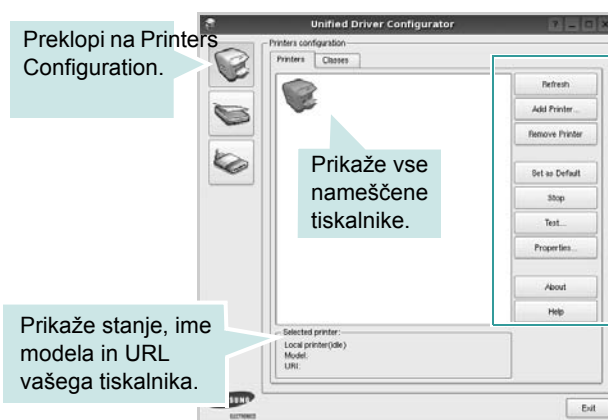 Unified Driver Configurator
Preklopi na Printers
Configuration.
Printers configuration
Printers
Classes
Refresh
Add Printer...
Remove Printer
Set as Default
Stop
Test...
Properties...
About
Help
Prikaže vse
nameščene
tiskalnike.
Prikaže stanje, ime
modela in URL
vašega tiskalnika.
Selected printer:
Local printer(idle)
Model:
URI:
ELECTRONICS
Exit